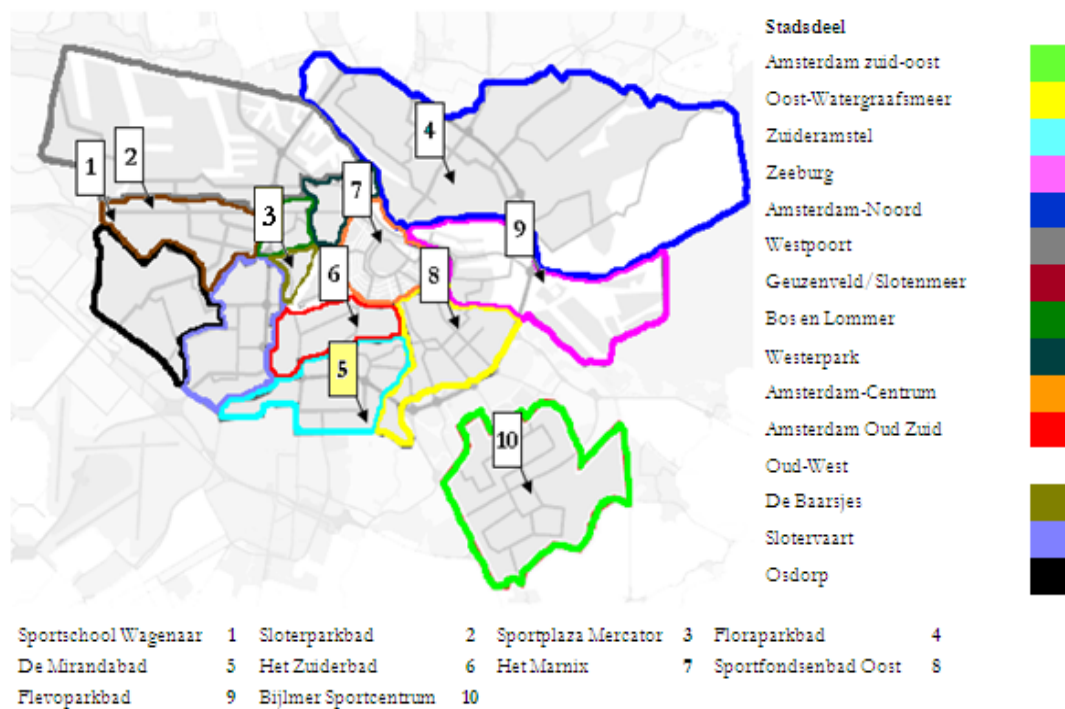 Stadsdeel
Amsterdam zuid-oost
Oost-Watergraafsmeer
Zuideramstel
Zeeburg
Amsterdam-Noord
Westpoort
Geuzenveld/Slotenmeer
Bos en Lommer
Westerpark
Amsterdam-Centrum
Amsterdam Oud Zuid
Oud-West
De Baarsjes
Slotervaart
Osdorp
4
2
1
7
3
9
6
8
5
10
Sportschool Wagenaar 1 Sloterparkbad 2 Sportplaza Mercator 3 Floraparkbad 4
De Mirandabad 5 Het Zuiderbad 6 Het Marnix 7 Sportfondsenbad Oost 8
Flevoparkbad 9 Bijlmer Sportcentrum 10